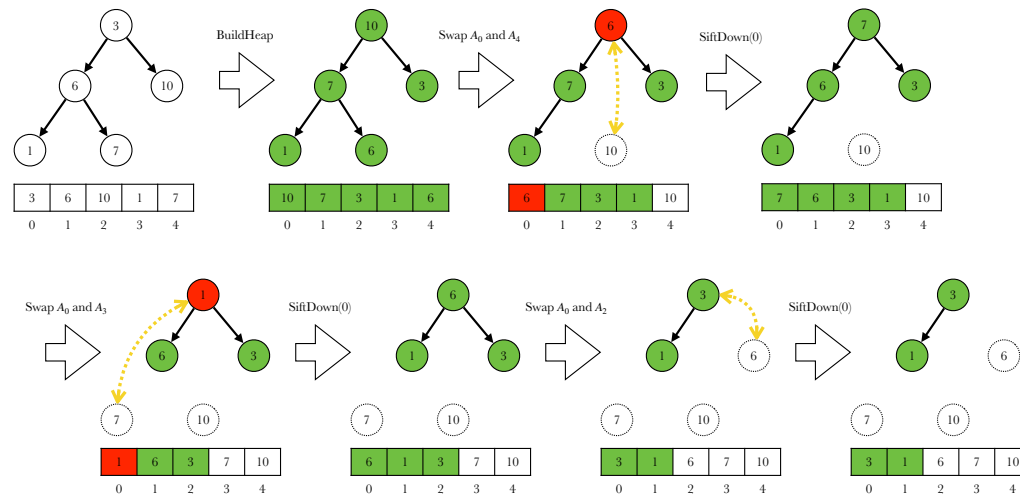 3
6 10
1 7
3 6 10 1 7
0 1 2 3 4
BuildHeap
10
7 3
1 6
10 7 3 1 6
0 1 2 3 4
Swap A₀ and A₄
6
7 3
1 10
6 7 3 1 10
0 1 2 3 4
SiftDown(0)
7
6 3
1 10
7 6 3 1 10
0 1 2 3 4
Swap A₀ and A₃
1
6 3
7 10
1 6 3 7 10
0 1 2 3 4
SiftDown(0)
6
1 3
7 10
6 1 3 7 10
0 1 2 3 4
Swap A₀ and A₂
3
1 6
7 10
3 1 6 7 10
0 1 2 3 4
SiftDown(0)
3
1 6
7 10
3 1 6 7 10
0 1 2 3 4